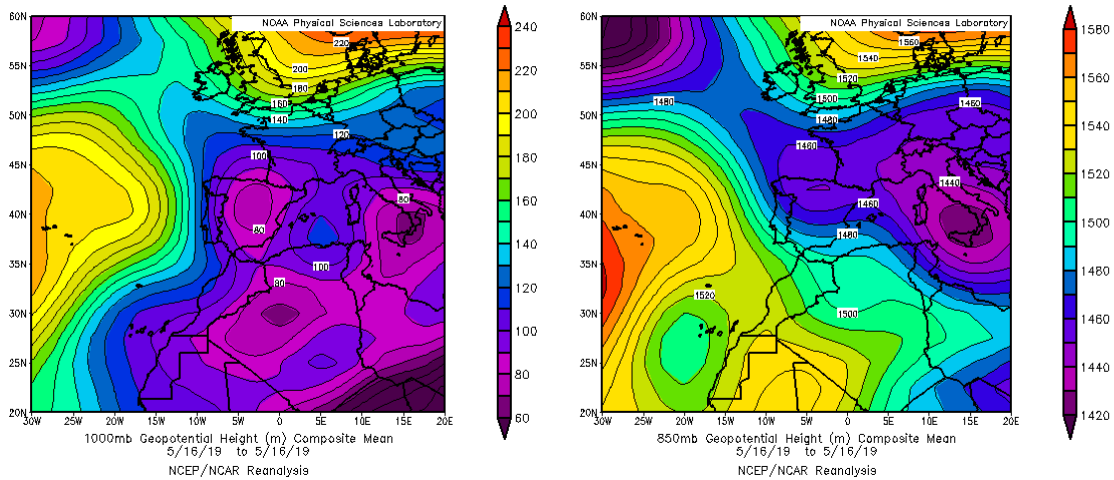 NOAA Physical Sciences Laboratory
60N
55N
50N
45N
40N
35N
30N
25N
20N
30W
25W
20W
15W
10W
5W
0
5E
10E
15E
20E
220
200
180
160
140
120
100
80
80
100
80
240
220
200
180
160
140
120
100
80
60
1000mb Geopotential Height (m) Composite Mean
5/16/19 to 5/16/19
NCEP/NCAR Reanalysis
NOAA Physical Sciences Laboratory
60N
55N
50N
45N
40N
35N
30N
25N
20N
30W
25W
20W
15W
10W
5W
0
5E
10E
15E
20E
1560
1540
1520
1500
1480
1480
1460
1460
1440
1460
1480
1520
1500
1580
1560
1540
1520
1500
1480
1460
1440
1420
850mb Geopotential Height (m) Composite Mean
5/16/19 to 5/16/19
NCEP/NCAR Reanalysis